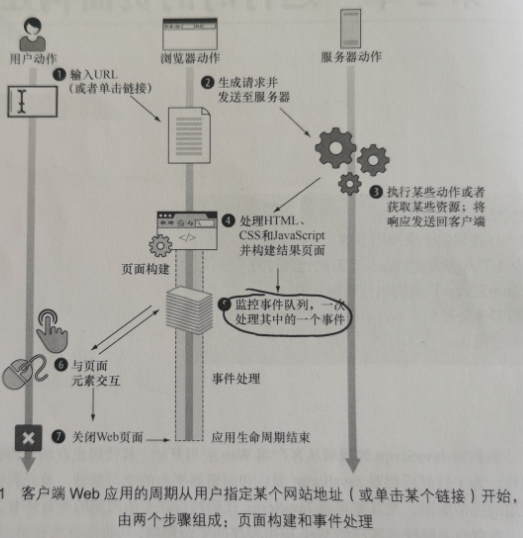 用户动作
浏览器动作
服务器动作
❶ 输入URL
(或者单击链接)
❷ 生成请求并
发送至服务器
❸ 执行某些动作或者
获取某些资源；将
响应发送回客户端
❹ 处理HTML、
CSS和JavaScript
并构建结果页面
</>
页面构建
❺ 监控事件队列，一次
处理其中的一个事件
❻ 与页面
元素交互
事件处理
❼ 关闭Web页面
应用生命周期结束
1 客户端 Web 应用的周期从用户指定某个网站地址（或单击某个链接）开始，
由两个步骤组成：页面构建和事件处理